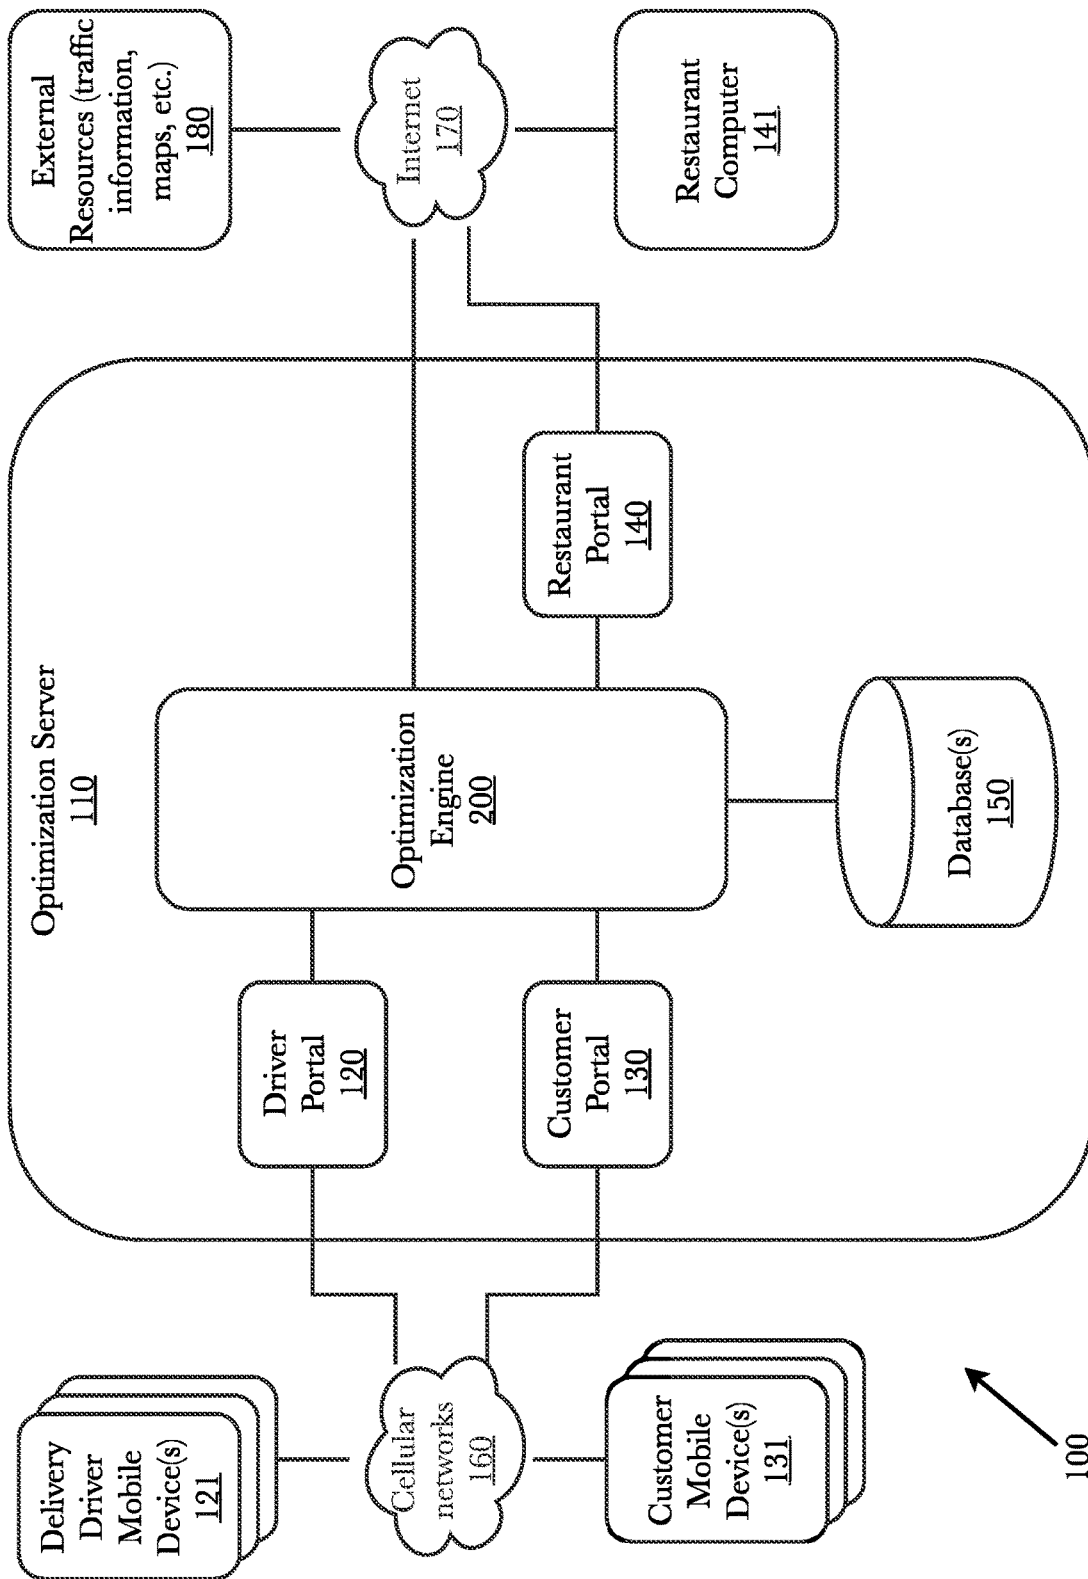 Delivery
Driver
Mobile
Device(s)
121
Cellular
networks
160
Customer
Mobile
Device(s)
131
Optimization Server
110
Driver
Portal
120
Customer
Portal
130
Optimization
Engine
200
Restaurant
Portal
140
Database(s)
150
External
Resources (traffic
information,
maps, etc.)
180
Internet
170
Restaurant
Computer
141
100